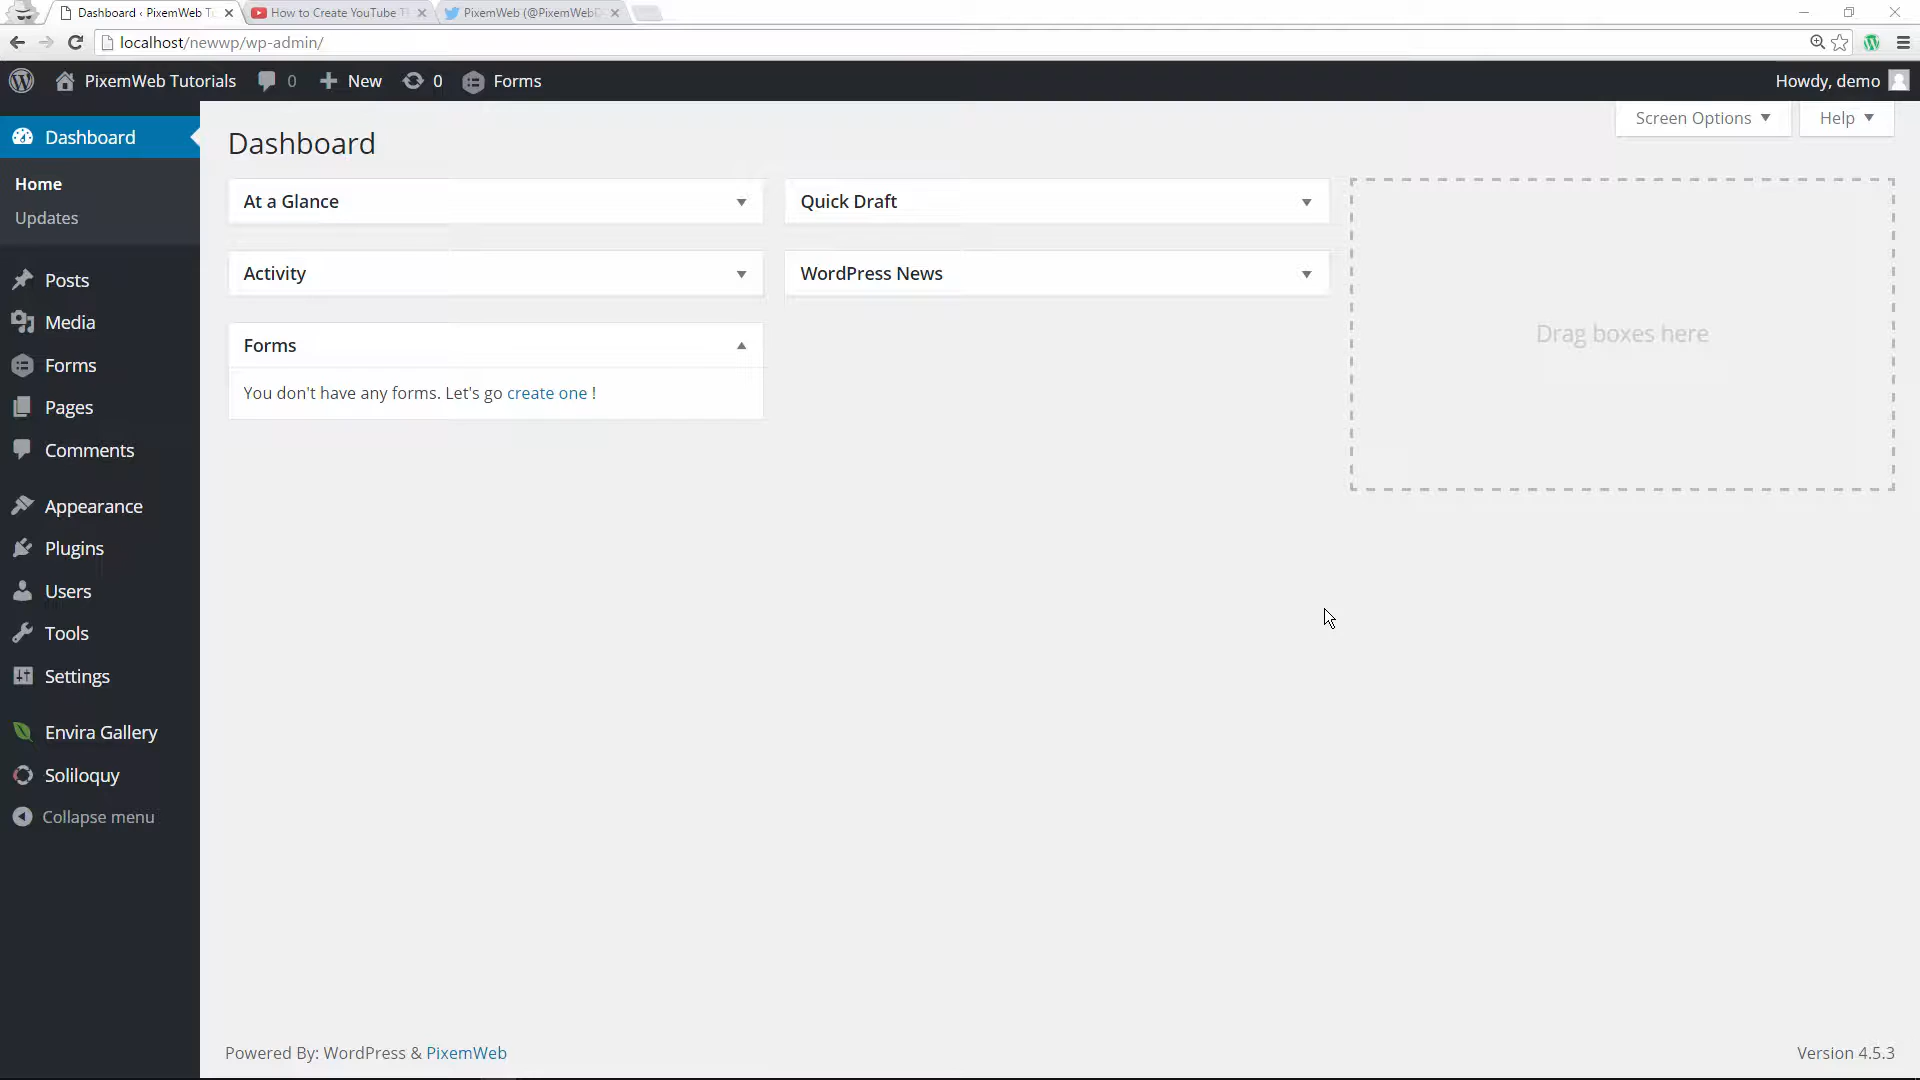 Dashboard ‹ PixemWeb T
How to Create YouTube T
PixemWeb (@PixemWeb
localhost/newwp/wp-admin/
PixemWeb Tutorials
0
New
0
Forms
Howdy, demo
Dashboard
Home
Updates
Posts
Media
Forms
Pages
Comments
Appearance
Plugins
Users
Tools
Settings
Envira Gallery
Soliloquy
Collapse menu
Screen Options
Help
Dashboard
At a Glance
Activity
Forms
You don't have any forms. Let's go create one !
Quick Draft
WordPress News
Drag boxes here
Powered By: WordPress & PixemWeb
Version 4.5.3